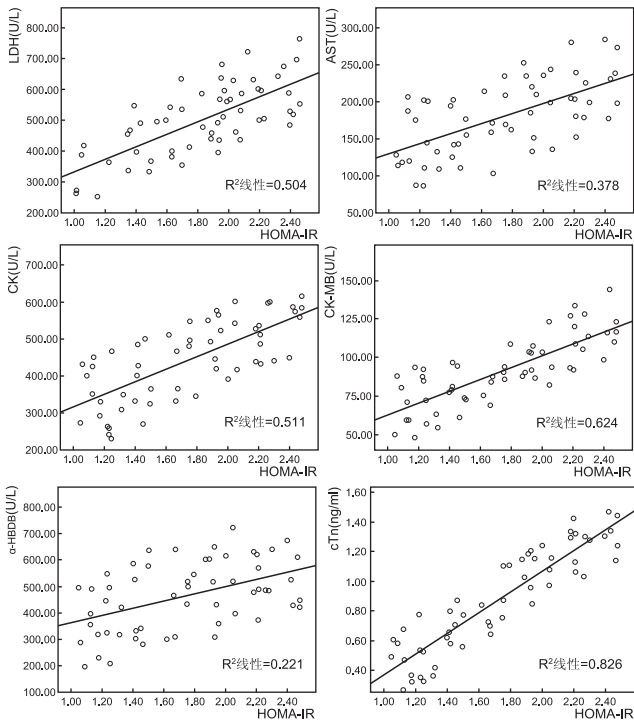 LDH(U/L)
800.00
700.00
600.00
500.00
400.00
300.00
200.00
R²线性=0.504
1.00 1.20 1.40 1.60 1.80 2.00 2.20 2.40
HOMA-IR
AST(U/L)
300.00
250.00
200.00
150.00
100.00
50.00
R²线性=0.378
1.00 1.20 1.40 1.60 1.80 2.00 2.20 2.40
HOMA-IR
CK(U/L)
700.00
600.00
500.00
400.00
300.00
200.00
R²线性=0.511
1.00 1.20 1.40 1.60 1.80 2.00 2.20 2.40
HOMA-IR
CK-MB(U/L)
150.00
125.00
100.00
75.00
50.00
R²线性=0.624
1.00 1.20 1.40 1.60 1.80 2.00 2.20 2.40
HOMA-IR
α-HBDB(U/L)
800.00
700.00
600.00
500.00
400.00
300.00
200.00
100.00
R²线性=0.221
1.00 1.20 1.40 1.60 1.80 2.00 2.20 2.40
HOMA-IR
cTn(ng/ml)
1.60
1.40
1.20
1.00
0.80
0.60
0.40
R²线性=0.826
1.00 1.20 1.40 1.60 1.80 2.00 2.20 2.40
HOMA-IR